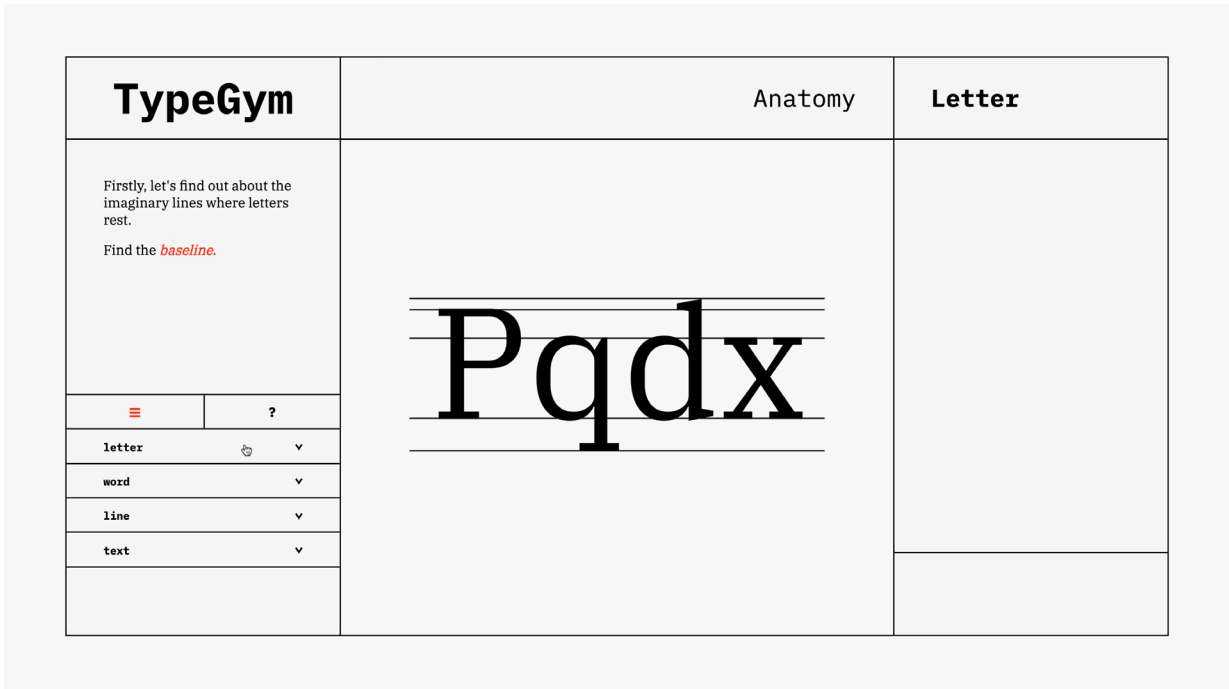 TypeGym
Anatomy
Letter
Firstly, let's find out about the
imaginary lines where letters
rest.
Find the baseline.
?
letter
word
line
text
Pqdx